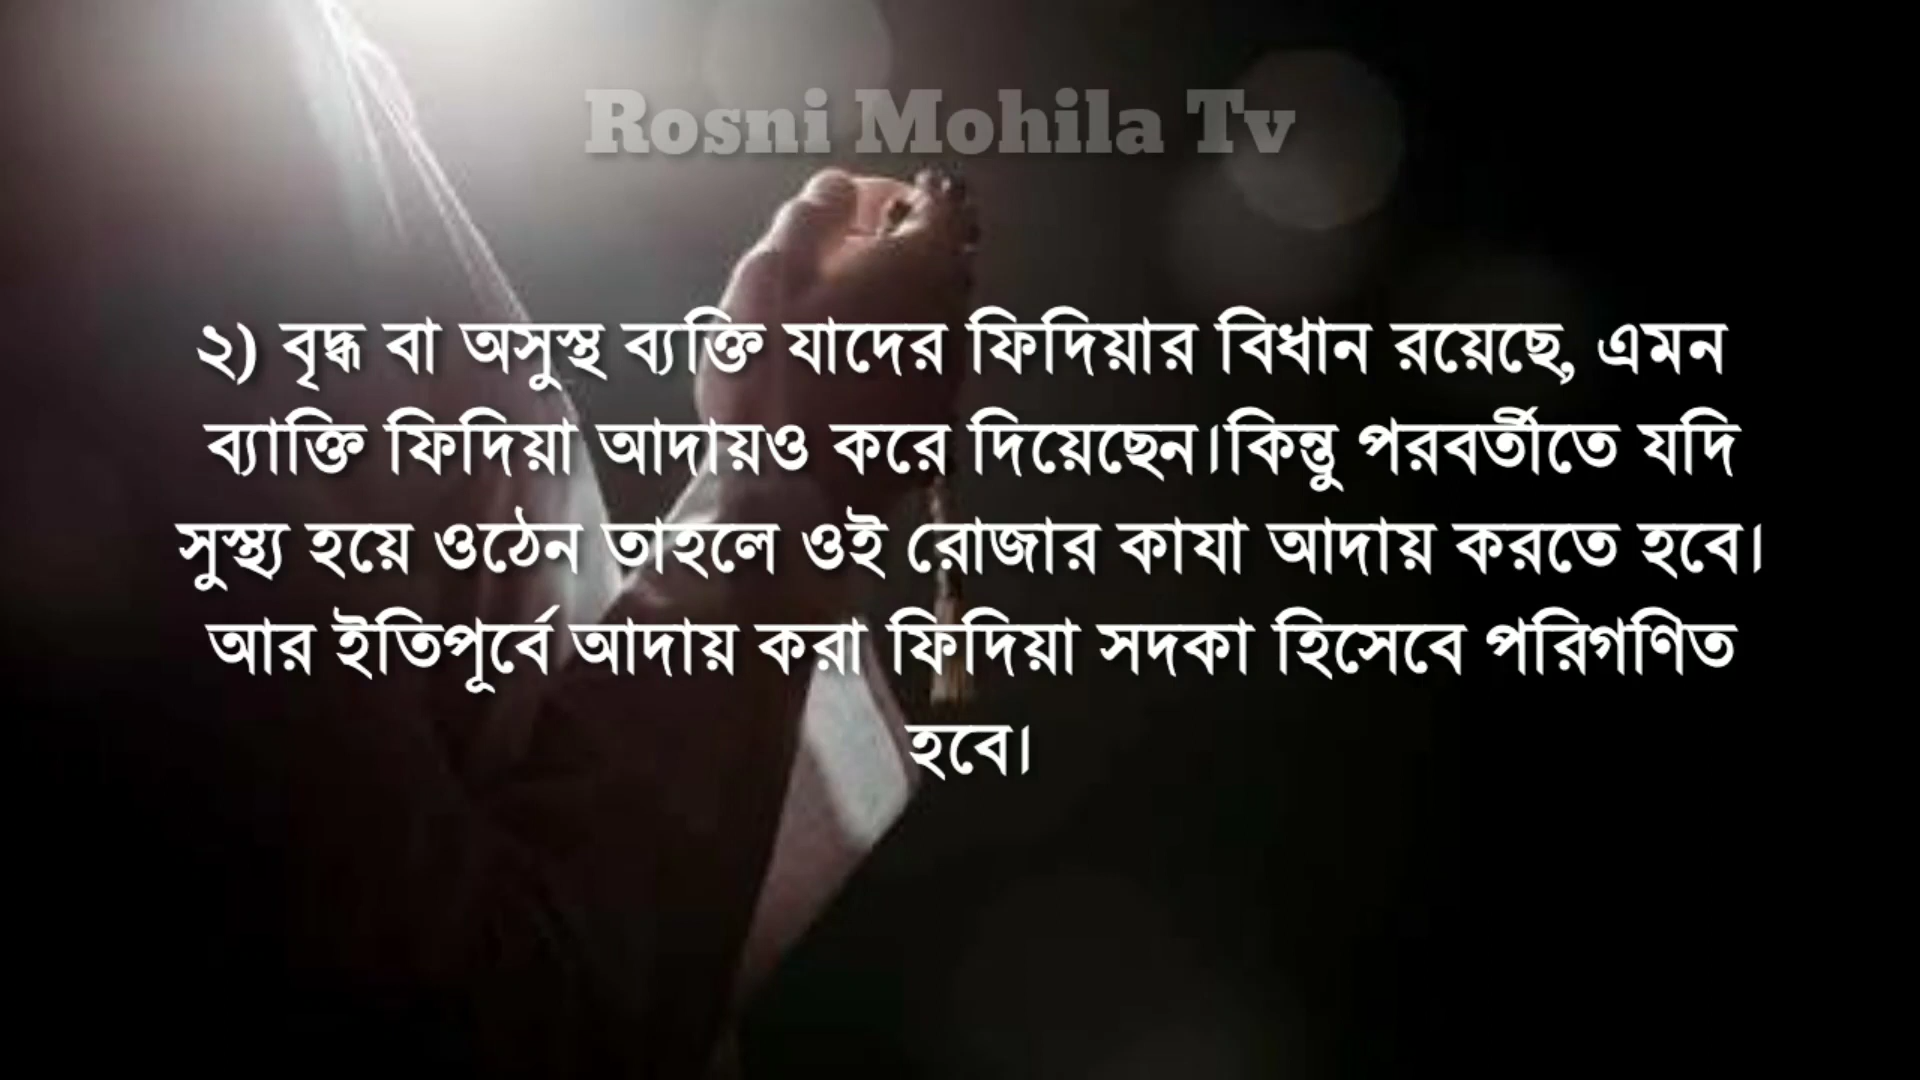 Rosni Mohila Tv
২) বৃদ্ধ বা অসুস্থ ব্যক্তি যাদের ফিদিয়ার বিধান রয়েছে, এমন
ব্যাক্তি ফিদিয়া আদায়ও করে দিয়েছেন।কিন্তু পরবর্তীতে যদি
সুস্থ্য হয়ে ওঠেন তাহলে ওই রোজার কাযা আদায় করতে হবে।
আর ইতিপূর্বে আদায় করা ফিদিয়া সদকা হিসেবে পরিগণিত
হবে।